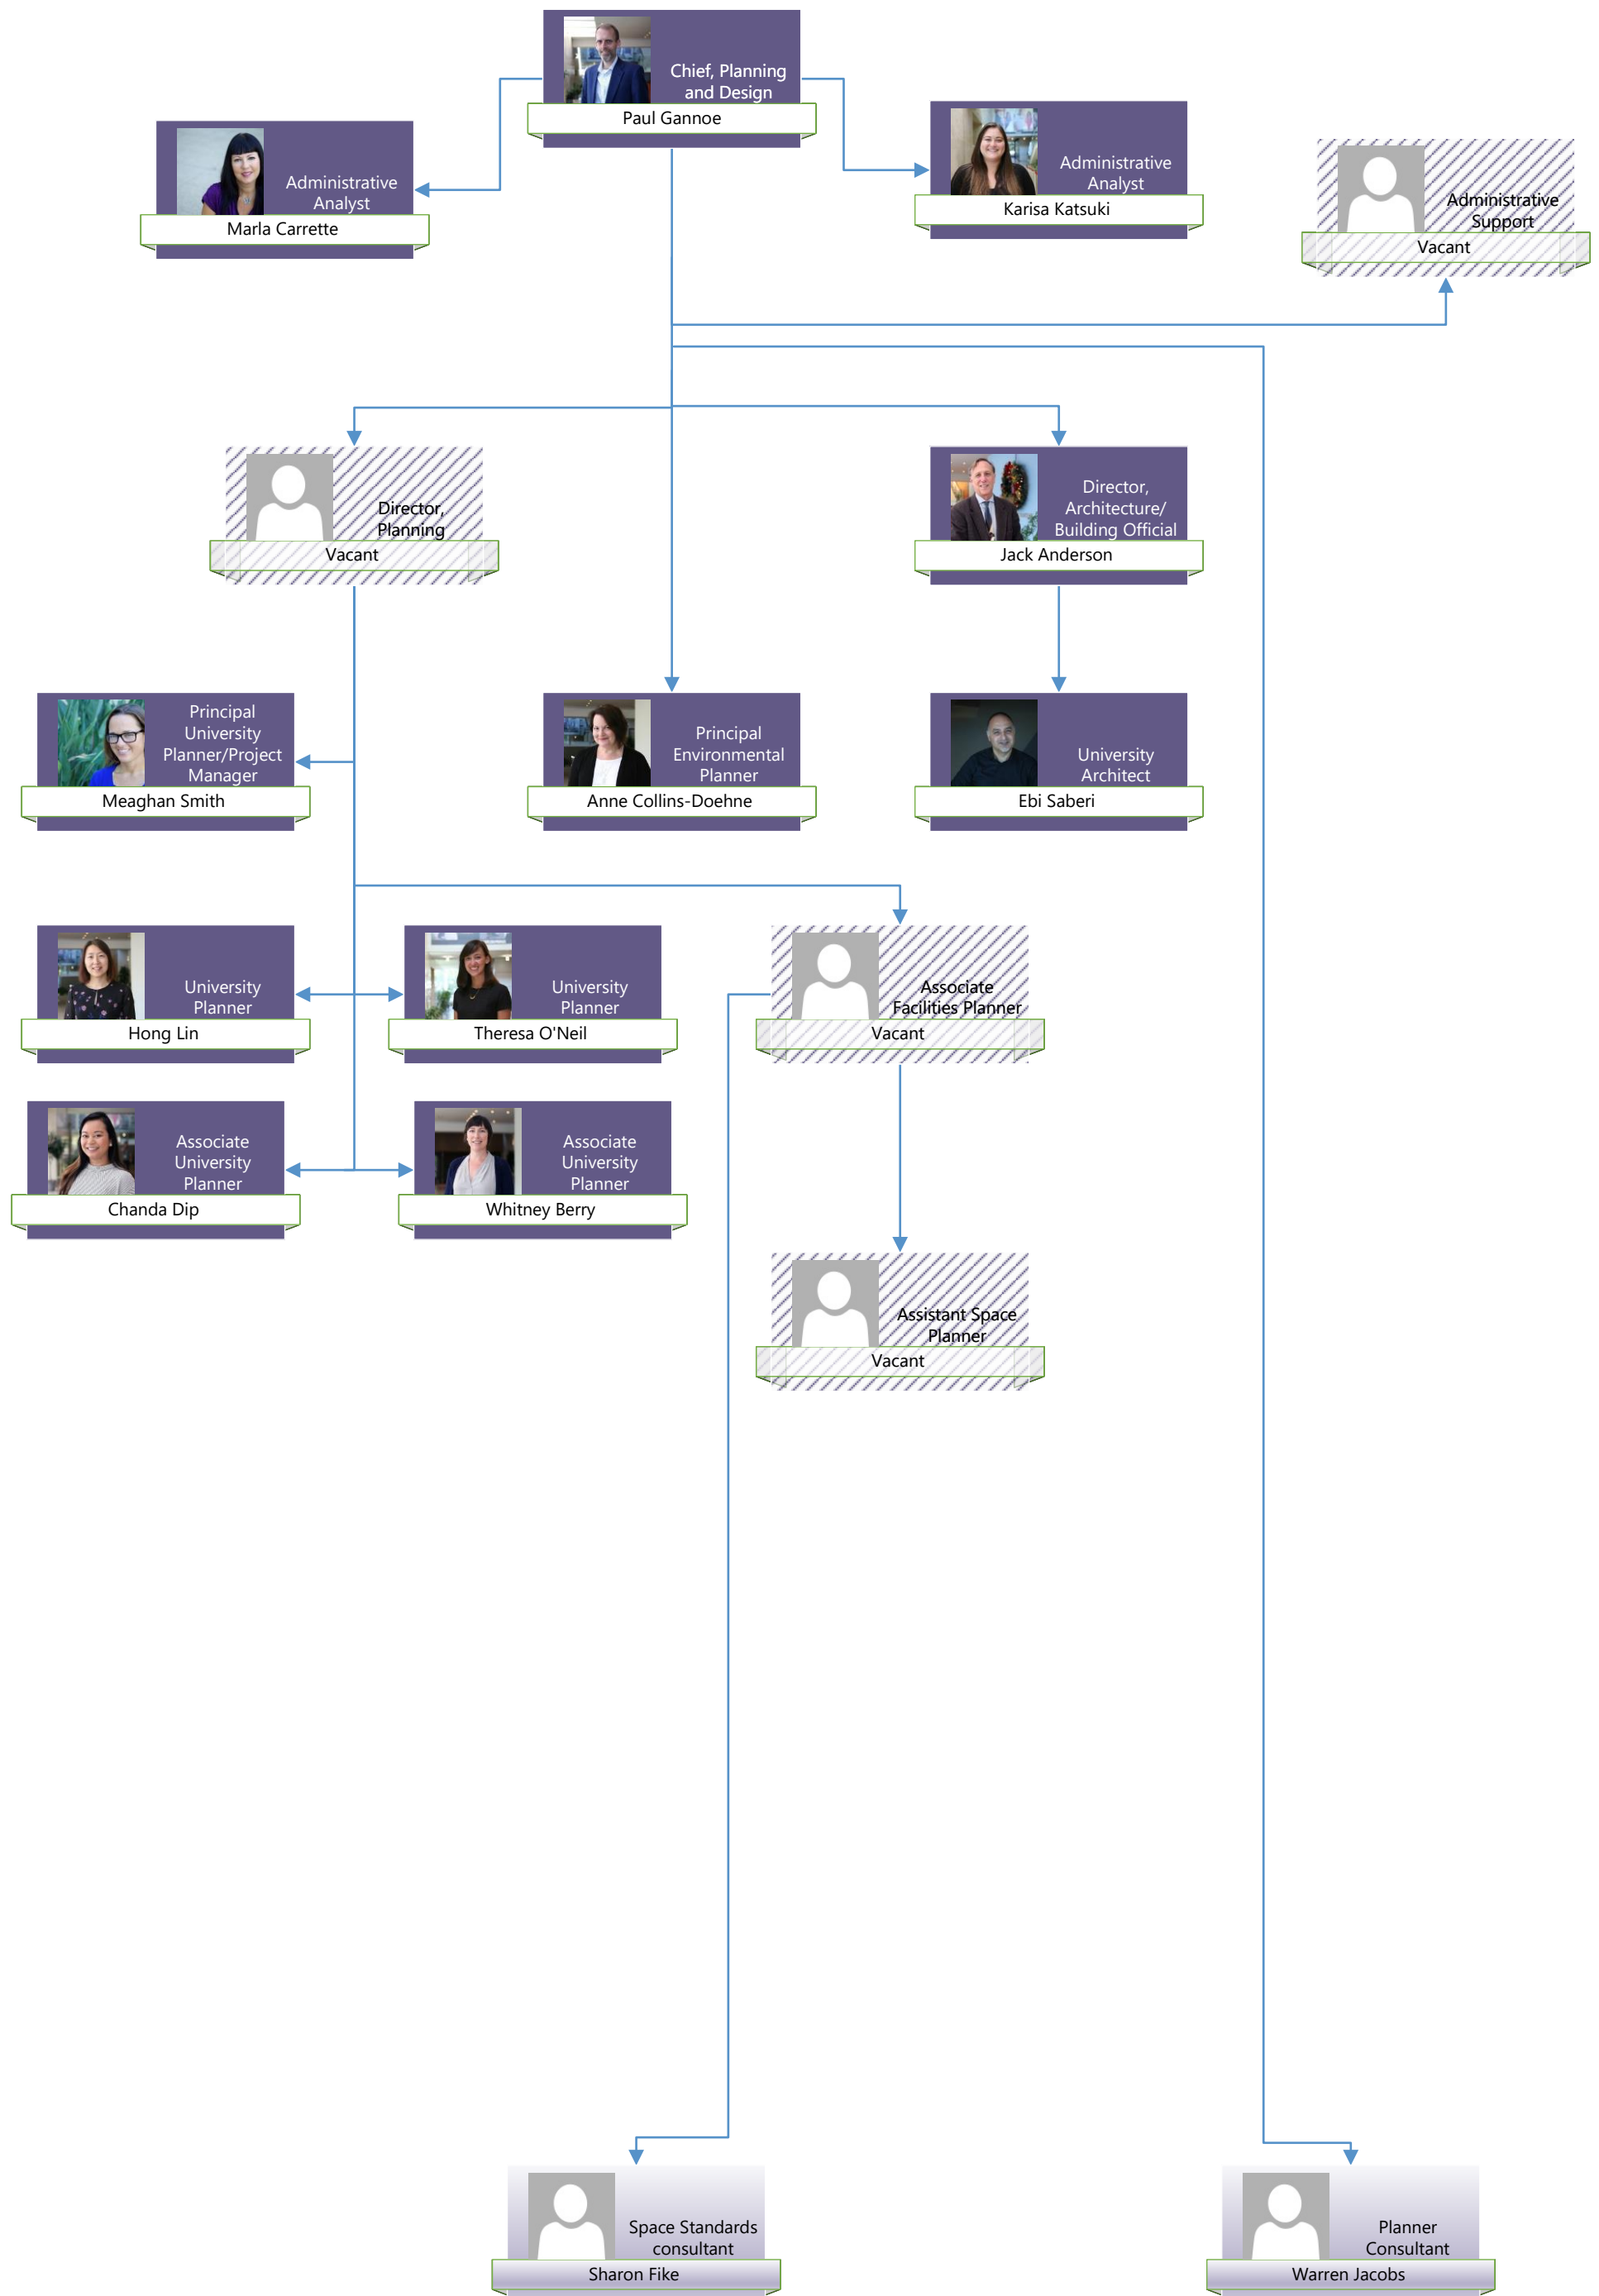 Chief, Planning
and Design
Paul Gannoe
Administrative
Analyst
Marla Carrette
Administrative
Analyst
Karisa Katsuki
Administrative
Support
Vacant
Director,
Planning
Vacant
Director,
Architecture/
Building Official
Jack Anderson
Principal
University
Planner/Project
Manager
Meaghan Smith
Principal
Environmental
Planner
Anne Collins-Doehne
University
Architect
Ebi Saberi
University
Planner
Hong Lin
University
Planner
Theresa O'Neil
Associate
Facilities Planner
Vacant
Associate
University
Planner
Chanda Dip
Associate
University
Planner
Whitney Berry
Assistant Space
Planner
Vacant
Space Standards
consultant
Sharon Fike
Planner
Consultant
Warren Jacobs